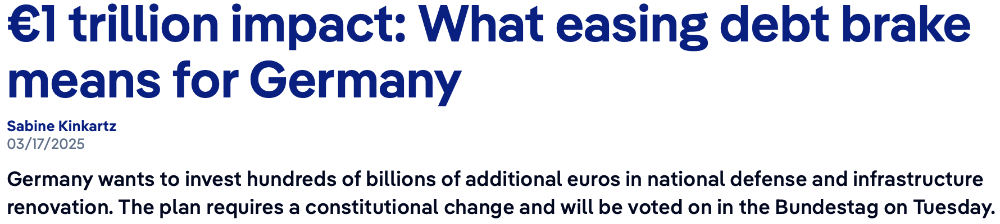 €1 trillion impact: What easing debt brake
means for Germany
Sabine Kinkartz
03/17/2025
Germany wants to invest hundreds of billions of additional euros in national defense and infrastructure
renovation. The plan requires a constitutional change and will be voted on in the Bundestag on Tuesday.